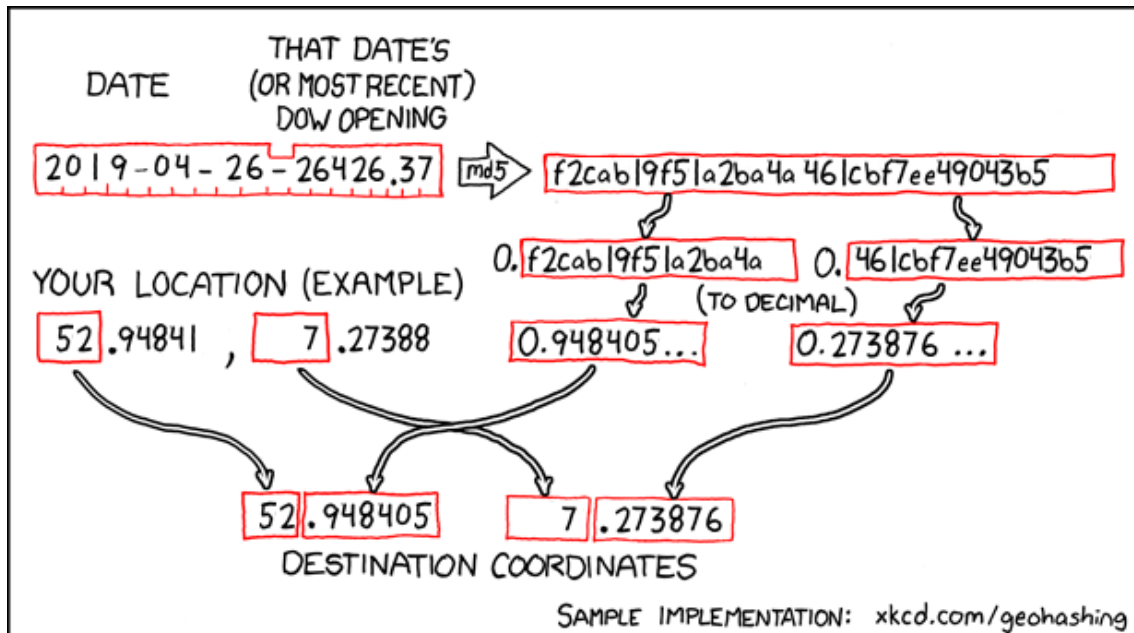 DATE
THAT DATE'S
(OR MOST RECENT)
DOW OPENING
2019-04-26-26426.37
md5
f2cab19f51a2ba4a461cbf7ee49043b5
0.f2cab19f51a2ba4a
0.461cbf7ee49043b5
(TO DECIMAL)
YOUR LOCATION (EXAMPLE)
52.94841, 7.27388
0.948405...
0.273876...
52.948405
7.273876
DESTINATION COORDINATES
SAMPLE IMPLEMENTATION: xkcd.com/geohashing